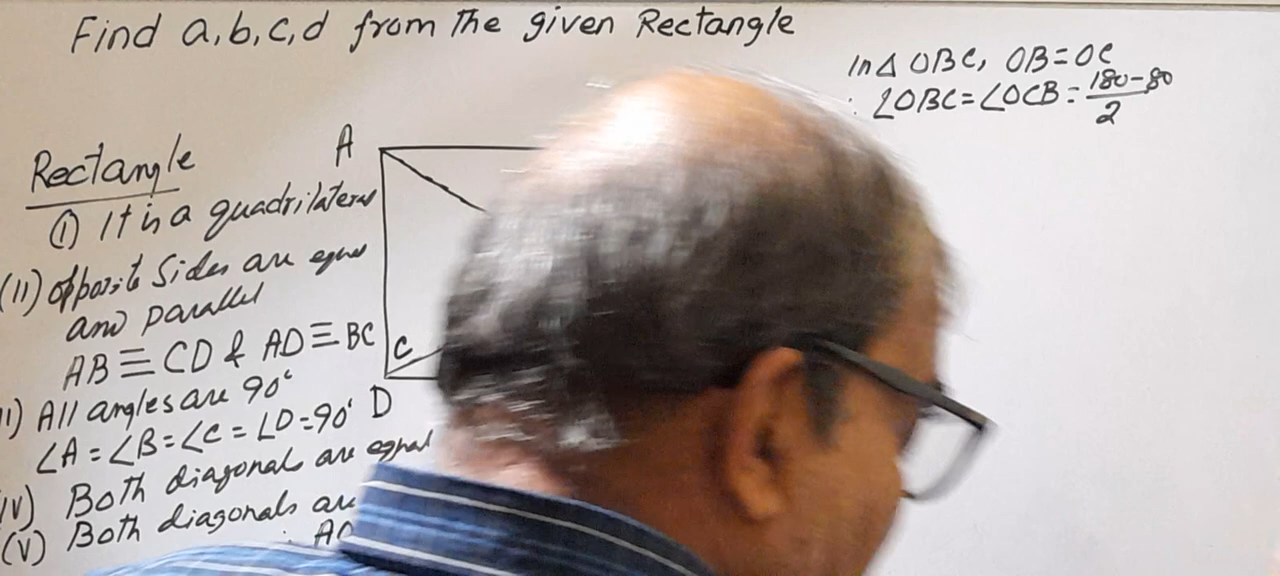 Find a,b,c,d from the given Rectangle
In △ OBC, OB=OC
∠OBC=∠OCB=180-80/2
Rectangle
(I) It is a quadrilateral
(II) opposite Sides are equal
and parallel
AB≡CD & AD≡BC
All angles are 90°
∠A=∠B=∠C=∠D=90°
IV) Both diagonals are equal
(V) Both diagonals are
A
C
D